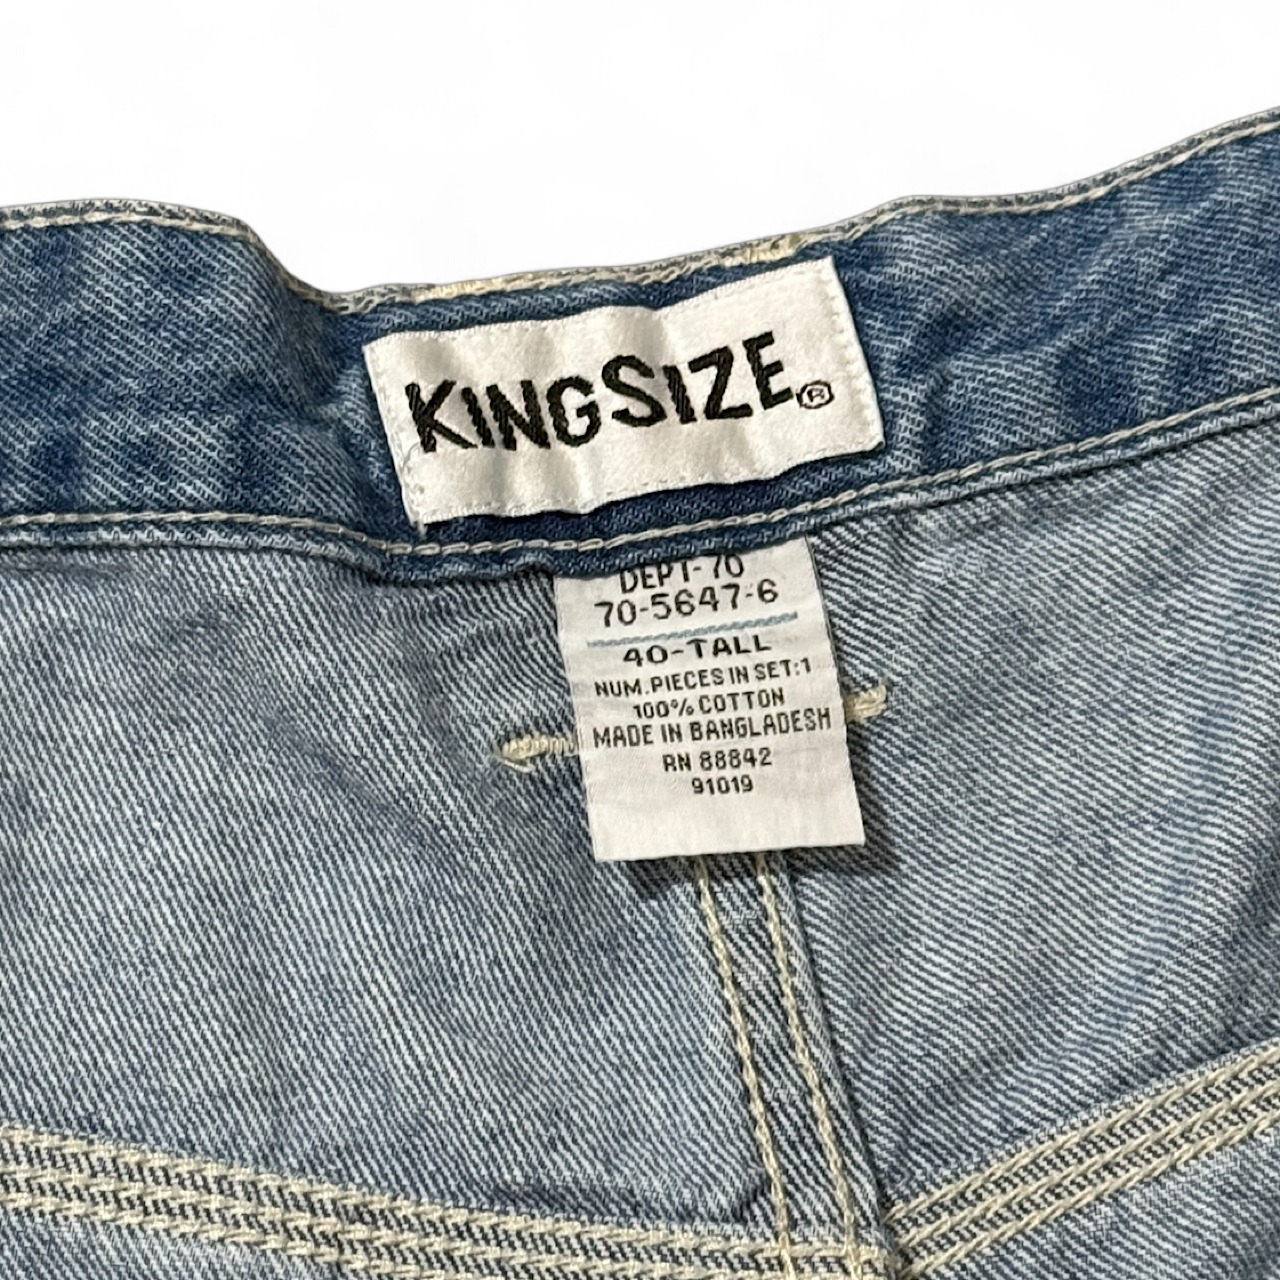 KINGSIZE®
DEPT-70
70-5647-6
40-TALL
NUM.PIECES IN SET:1
100% COTTON
MADE IN BANGLADESH
RN 88842
91019